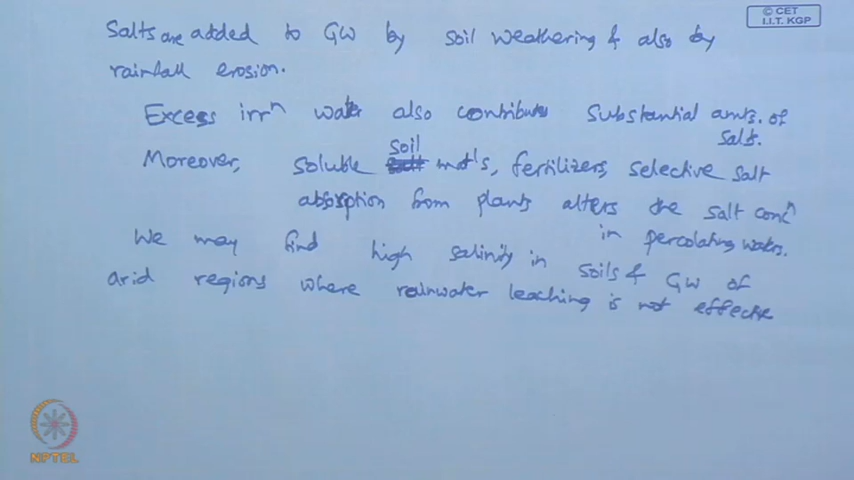 © CET
I.I.T. KGP
Salts are added to GW by soil weathering & also by
rainfall erosion.
Excess irrⁿ water also contributes substantial amts. of
salts.
Moreover, soluble soil mat'ls, fertilizers, selective salt
absorption from plants alters the salt concⁿ
in percolating waters.
We may find high salinity in soils & GW of
arid regions where rainwater leaching is not effective
NPTEL